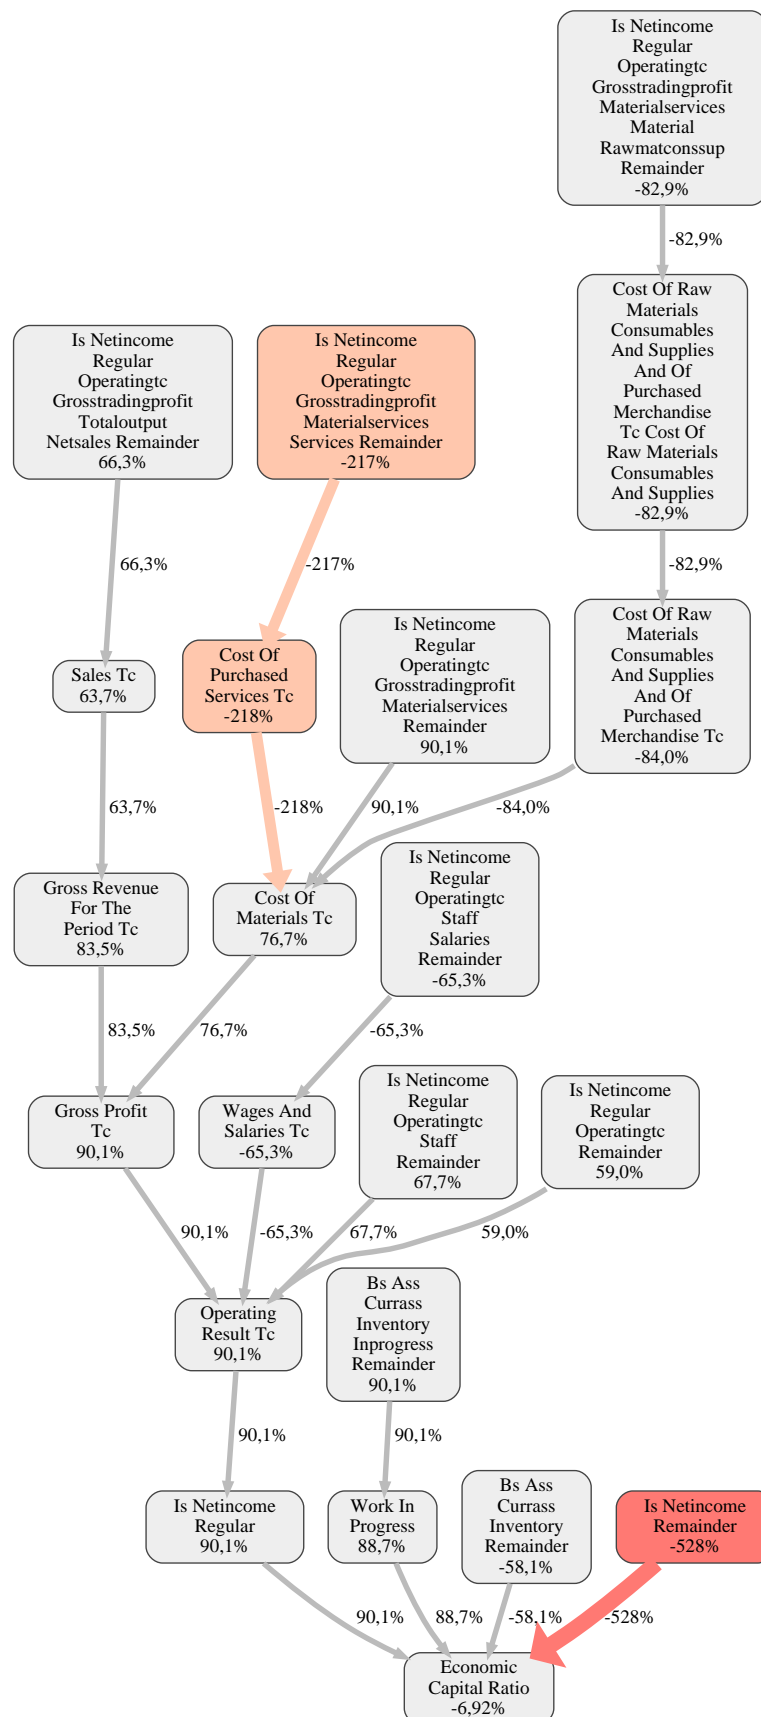 Is Netincome
Regular
Operatingtc
Grosstradingprofit
Materialservices
Material
Rawmatconssup
Remainder
-82,9%
-82,9%
Cost Of Raw
Materials
Consumables
And Supplies
And Of
Purchased
Merchandise
Tc Cost Of
Raw Materials
Consumables
And Supplies
-82,9%
Is Netincome
Regular
Operatingtc
Grosstradingprofit
Totaloutput
Netsales Remainder
66,3%
Is Netincome
Regular
Operatingtc
Grosstradingprofit
Materialservices
Services Remainder
-217%
66,3%
-217%
-82,9%
Cost Of Raw
Materials
Consumables
And Supplies
And Of
Purchased
Merchandise Tc
-84,0%
Sales Tc
63,7%
Cost Of
Purchased
Services Tc
-218%
Is Netincome
Regular
Operatingtc
Grosstradingprofit
Materialservices
Remainder
90,1%
63,7%
-218%
90,1%
-84,0%
Gross Revenue
For The
Period Tc
83,5%
Cost Of
Materials Tc
76,7%
Is Netincome
Regular
Operatingtc
Staff
Salaries
Remainder
-65,3%
83,5%
76,7%
-65,3%
Gross Profit
Tc
90,1%
Wages And
Salaries Tc
-65,3%
Is Netincome
Regular
Operatingtc
Staff
Remainder
67,7%
Is Netincome
Regular
Operatingtc
Remainder
59,0%
90,1%
-65,3%
67,7%
59,0%
Operating
Result Tc
90,1%
Bs Ass
Currass
Inventory
Inprogress
Remainder
90,1%
90,1%
90,1%
Is Netincome
Regular
90,1%
Work In
Progress
88,7%
Bs Ass
Currass
Inventory
Remainder
-58,1%
Is Netincome
Remainder
-528%
90,1%
88,7%
-58,1%
-528%
Economic
Capital Ratio
-6,92%